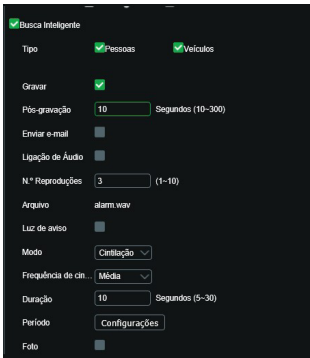 Busca Inteligente
Tipo Pessoas Veículos
Gravar
Pós-gravação 10 Segundos (10~300)
Enviar e-mail
Ligação de Áudio
N.º Reproduções 3 (1~10)
Arquivo alarm.wav
Luz de aviso
Modo Cintilação
Frequência de cin... Média
Duração 10 Segundos (5~30)
Período Configurações
Foto